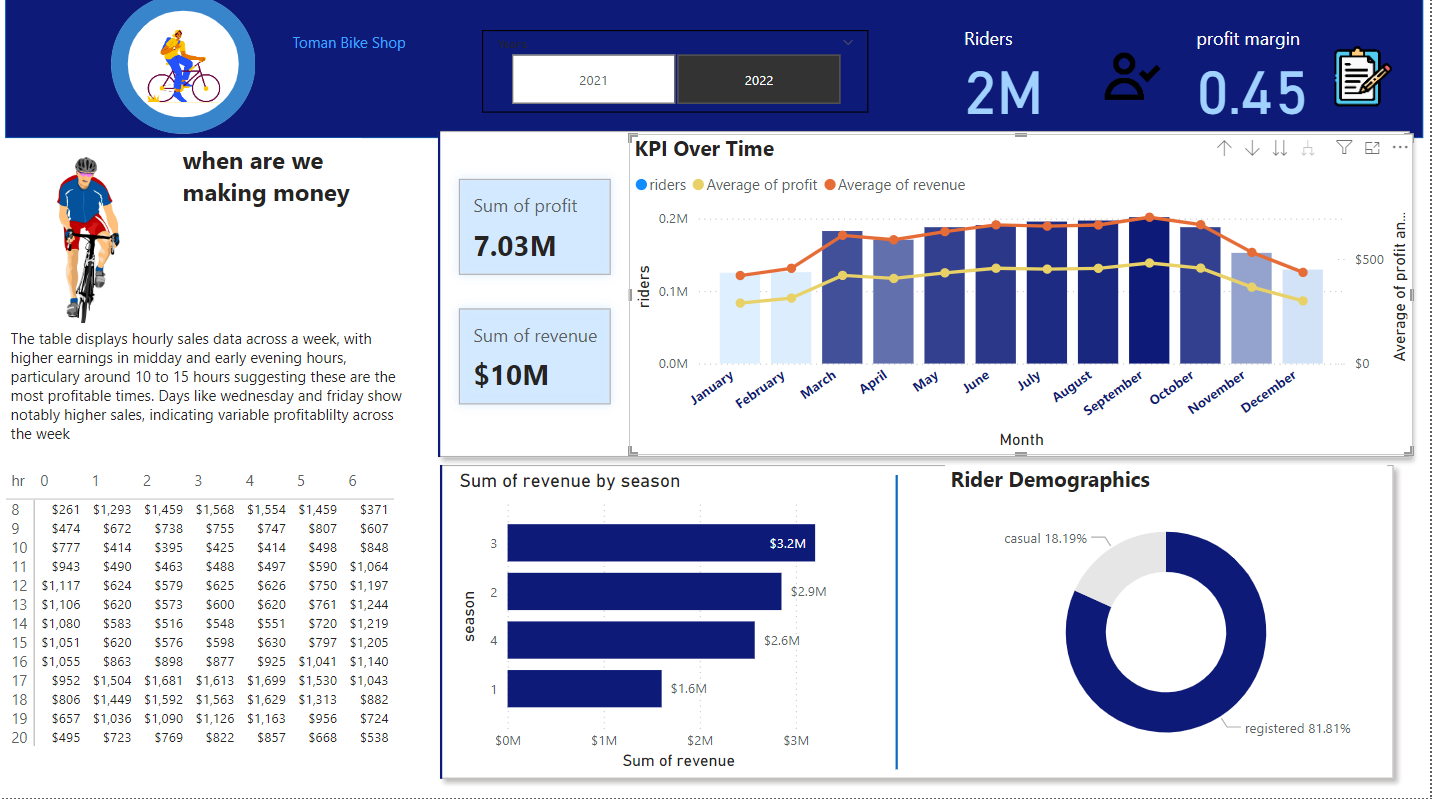 Toman Bike Shop
2021
2022
Riders
2M
profit margin
0.45
when are we
making money
The table displays hourly sales data across a week, with
higher earnings in midday and early evening hours,
particulary around 10 to 15 hours suggesting these are the
most profitable times. Days like wednesday and friday show
notably higher sales, indicating variable profitablilty across
the week
hr 0 1 2 3 4 5 6
8 $261 $1,293 $1,459 $1,568 $1,554 $1,459 $371
9 $474 $672 $738 $755 $747 $807 $607
10 $777 $414 $395 $425 $414 $498 $848
11 $943 $490 $463 $488 $497 $590 $1,064
12 $1,117 $624 $579 $625 $626 $750 $1,197
13 $1,106 $620 $573 $600 $620 $761 $1,244
14 $1,080 $583 $516 $548 $551 $720 $1,219
15 $1,051 $620 $576 $598 $630 $797 $1,205
16 $1,055 $863 $898 $877 $925 $1,041 $1,140
17 $952 $1,504 $1,681 $1,613 $1,699 $1,530 $1,043
18 $806 $1,449 $1,592 $1,563 $1,629 $1,313 $882
19 $657 $1,036 $1,090 $1,126 $1,163 $956 $724
20 $495 $723 $769 $822 $857 $668 $538
Sum of profit
7.03M
Sum of revenue
$10M
KPI Over Time
riders Average of profit Average of revenue
0.2M
0.1M
0.0M
riders
$500
$0
Average of profit an...
January February March April May June July August September October November December
Month
Sum of revenue by season
season
3 $3.2M
2 $2.9M
4 $2.6M
1 $1.6M
$0M $1M $2M $3M
Sum of revenue
Rider Demographics
casual 18.19%
registered 81.81%